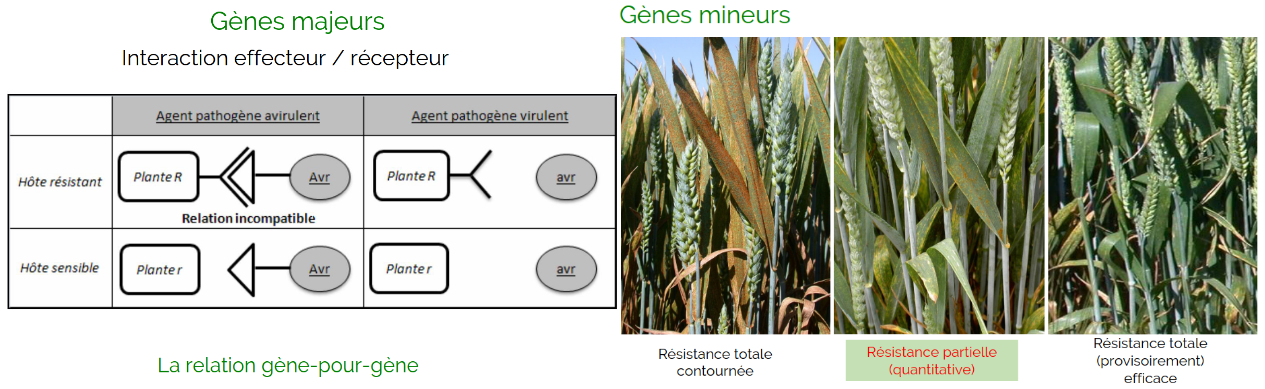 Gènes majeurs
Interaction effecteur / récepteur
Agent pathogène avirulent
Agent pathogène virulent
Hôte résistant
Plante R
Avr
Plante R
avr
Relation incompatible
Hôte sensible
Plante r
Avr
Plante r
avr
La relation gène-pour-gène
Gènes mineurs
Résistance totale
contournée
Résistance partielle
(quantitative)
Résistance totale
(provisoirement)
efficace